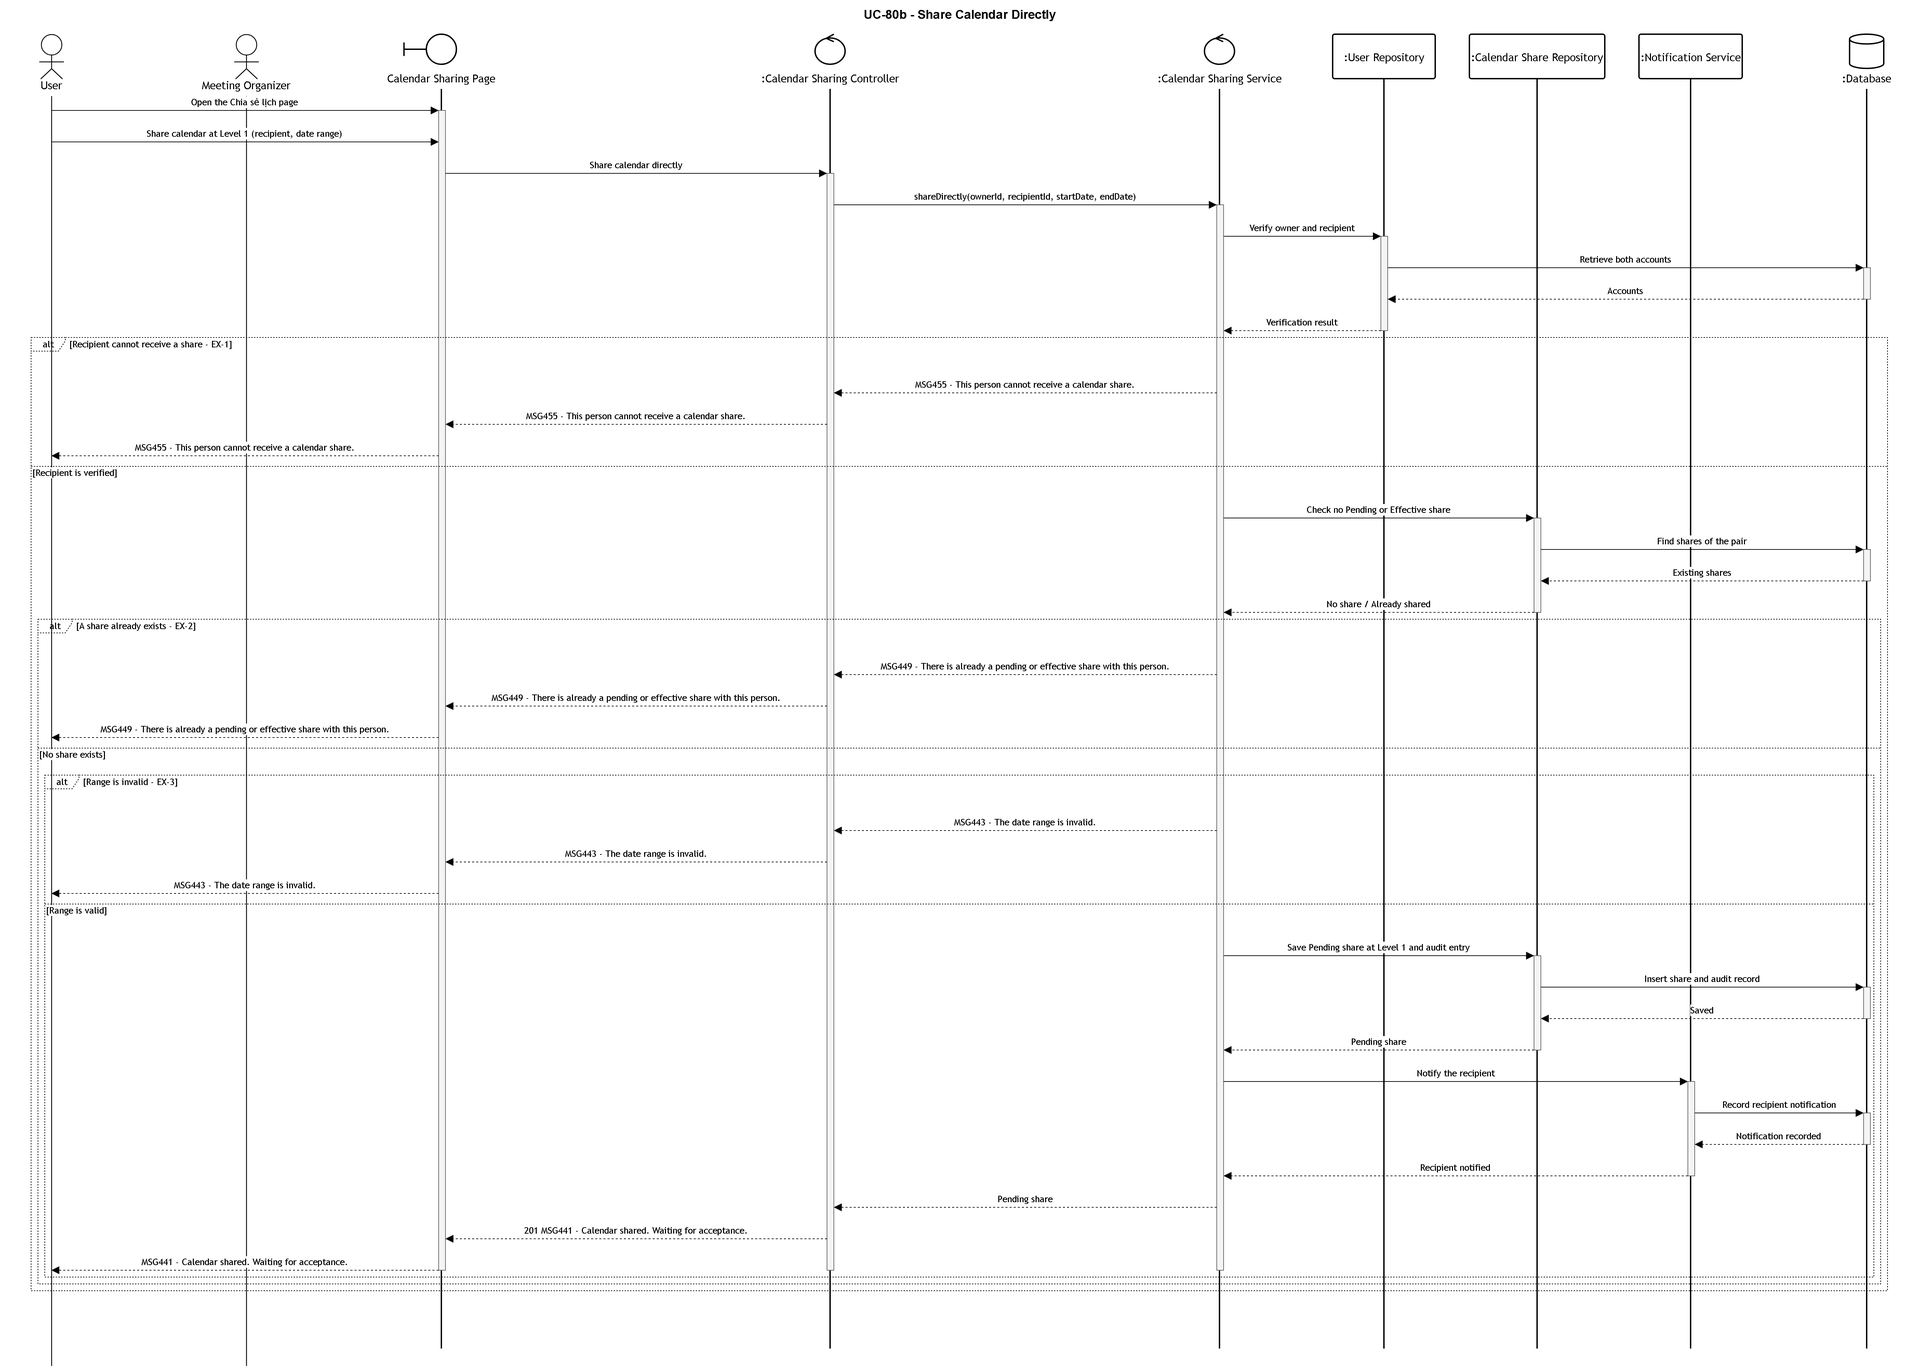 UC-80b - Share Calendar Directly
User
Meeting Organizer
Calendar Sharing Page
:Calendar Sharing Controller
:Calendar Sharing Service
:User Repository
:Calendar Share Repository
:Notification Service
:Database
Open the Chia sẻ lịch page
Share calendar at Level 1 (recipient, date range)
Share calendar directly
shareDirectly(ownerId, recipientId, startDate, endDate)
Verify owner and recipient
Retrieve both accounts
Accounts
Verification result
alt [Recipient cannot receive a share - EX-1]
MSG455 - This person cannot receive a calendar share.
MSG455 - This person cannot receive a calendar share.
MSG455 - This person cannot receive a calendar share.
[Recipient is verified]
Check no Pending or Effective share
Find shares of the pair
Existing shares
No share / Already shared
alt [A share already exists - EX-2]
MSG449 - There is already a pending or effective share with this person.
MSG449 - There is already a pending or effective share with this person.
MSG449 - There is already a pending or effective share with this person.
[No share exists]
alt [Range is invalid - EX-3]
MSG443 - The date range is invalid.
MSG443 - The date range is invalid.
MSG443 - The date range is invalid.
[Range is valid]
Save Pending share at Level 1 and audit entry
Insert share and audit record
Saved
Pending share
Notify the recipient
Record recipient notification
Notification recorded
Recipient notified
Pending share
201 MSG441 - Calendar shared. Waiting for acceptance.
MSG441 - Calendar shared. Waiting for acceptance.